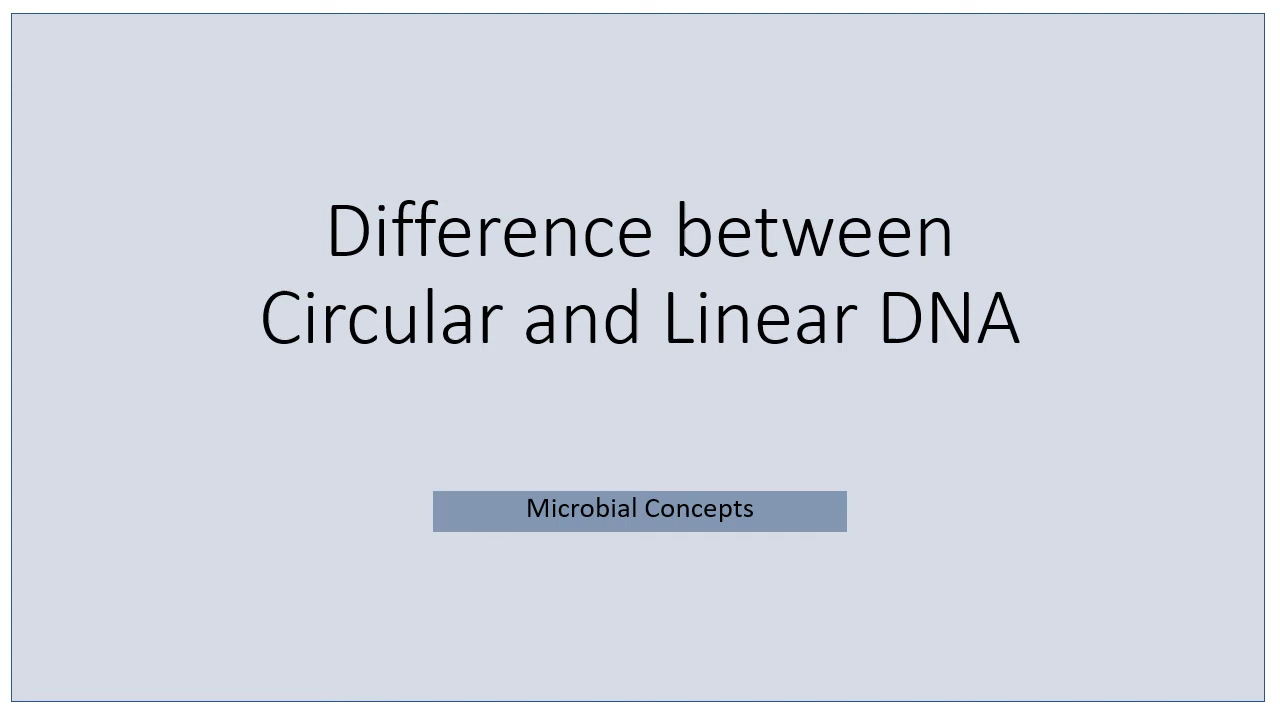 Difference between
Circular and Linear DNA
Microbial Concepts